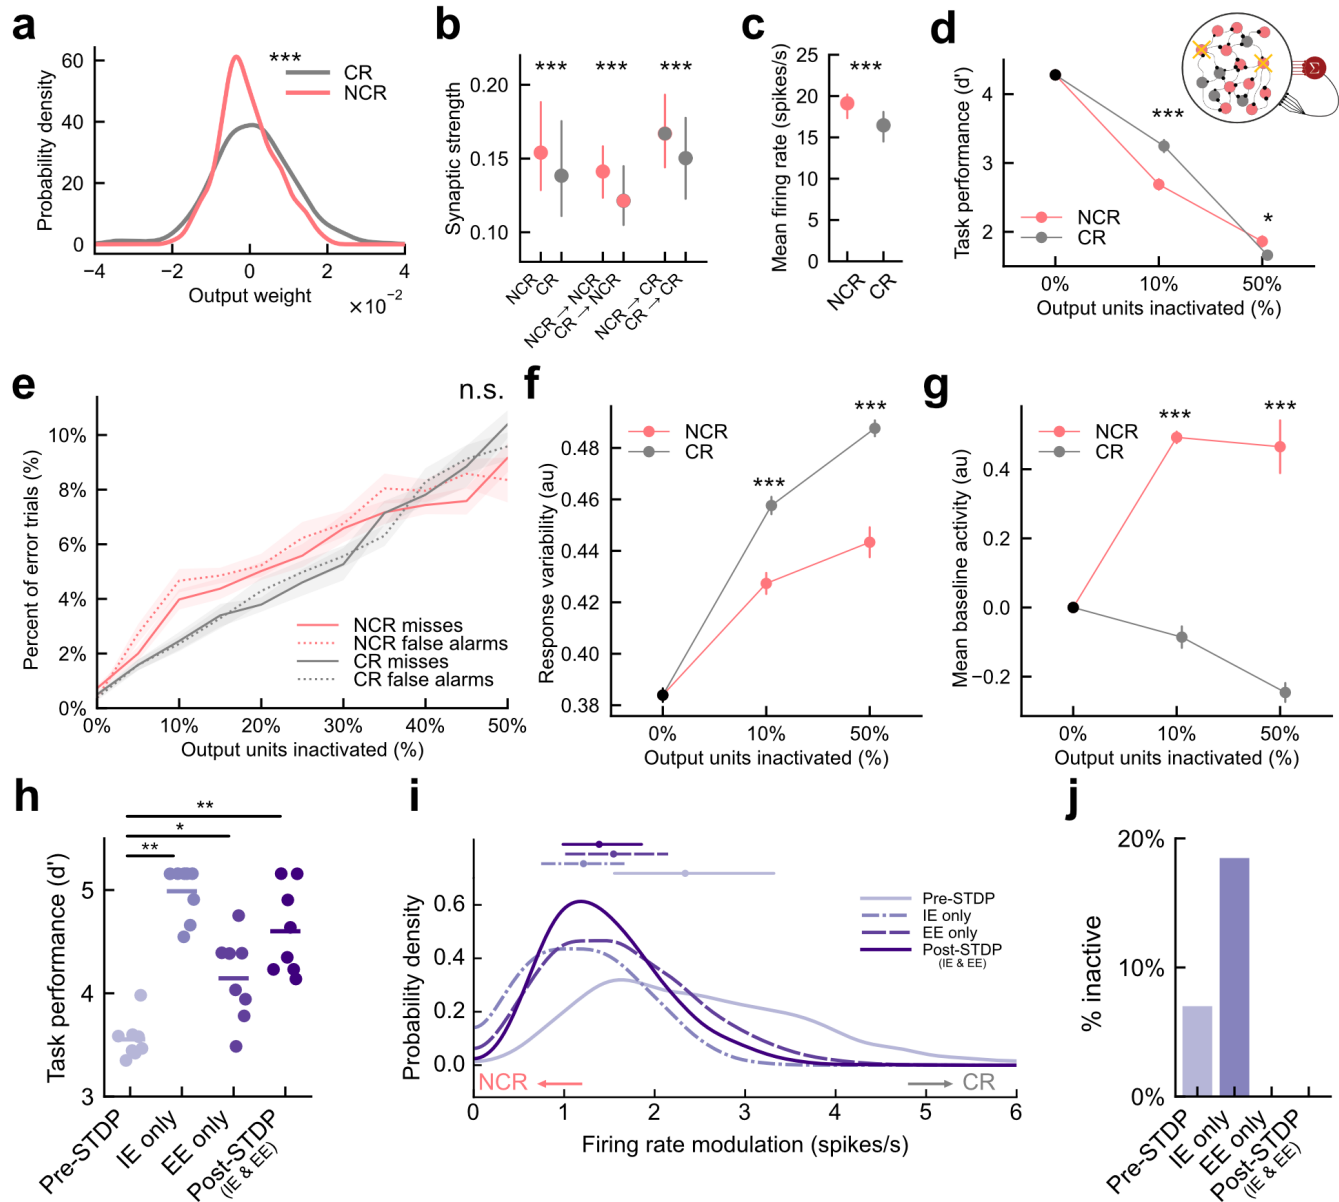 a
Probability density
60
40
20
0
−4
−2
0
2
4
Output weight
×10−2
***
CR
NCR
b
Synaptic strength
0.20
0.15
0.10
***
***
***
NCR
CR
NCR → NCR
CR → NCR
NCR → CR
CR → CR
c
Mean firing rate (spikes/s)
25
20
15
10
5
0
***
NCR
CR
d
Task performance (d')
4
3
2
***
*
NCR
CR
Σ
0%
10%
50%
Output units inactivated (%)
e
n.s.
Percent of error trials (%)
10%
8%
6%
4%
2%
0%
NCR misses
NCR false alarms
CR misses
CR false alarms
0%
10%
20%
30%
40%
50%
Output units inactivated (%)
f
Response variability (au)
0.48
0.46
0.44
0.42
0.40
0.38
NCR
CR
***
***
0%
10%
50%
Output units inactivated (%)
g
Mean baseline activity (au)
0.4
0.2
0.0
−0.2
NCR
CR
***
***
0%
10%
50%
Output units inactivated (%)
h
Task performance (d')
5
4
3
**
*
**
Pre-STDP
IE only
EE only
Post-STDP
(IE & EE)
i
Probability density
0.6
0.4
0.2
0.0
Pre-STDP
IE only
EE only
Post-STDP
(IE & EE)
NCR
CR
0
1
2
3
4
5
6
Firing rate modulation (spikes/s)
j
% inactive
20%
10%
0%
Pre-STDP
IE only
EE only
Post-STDP
(IE & EE)